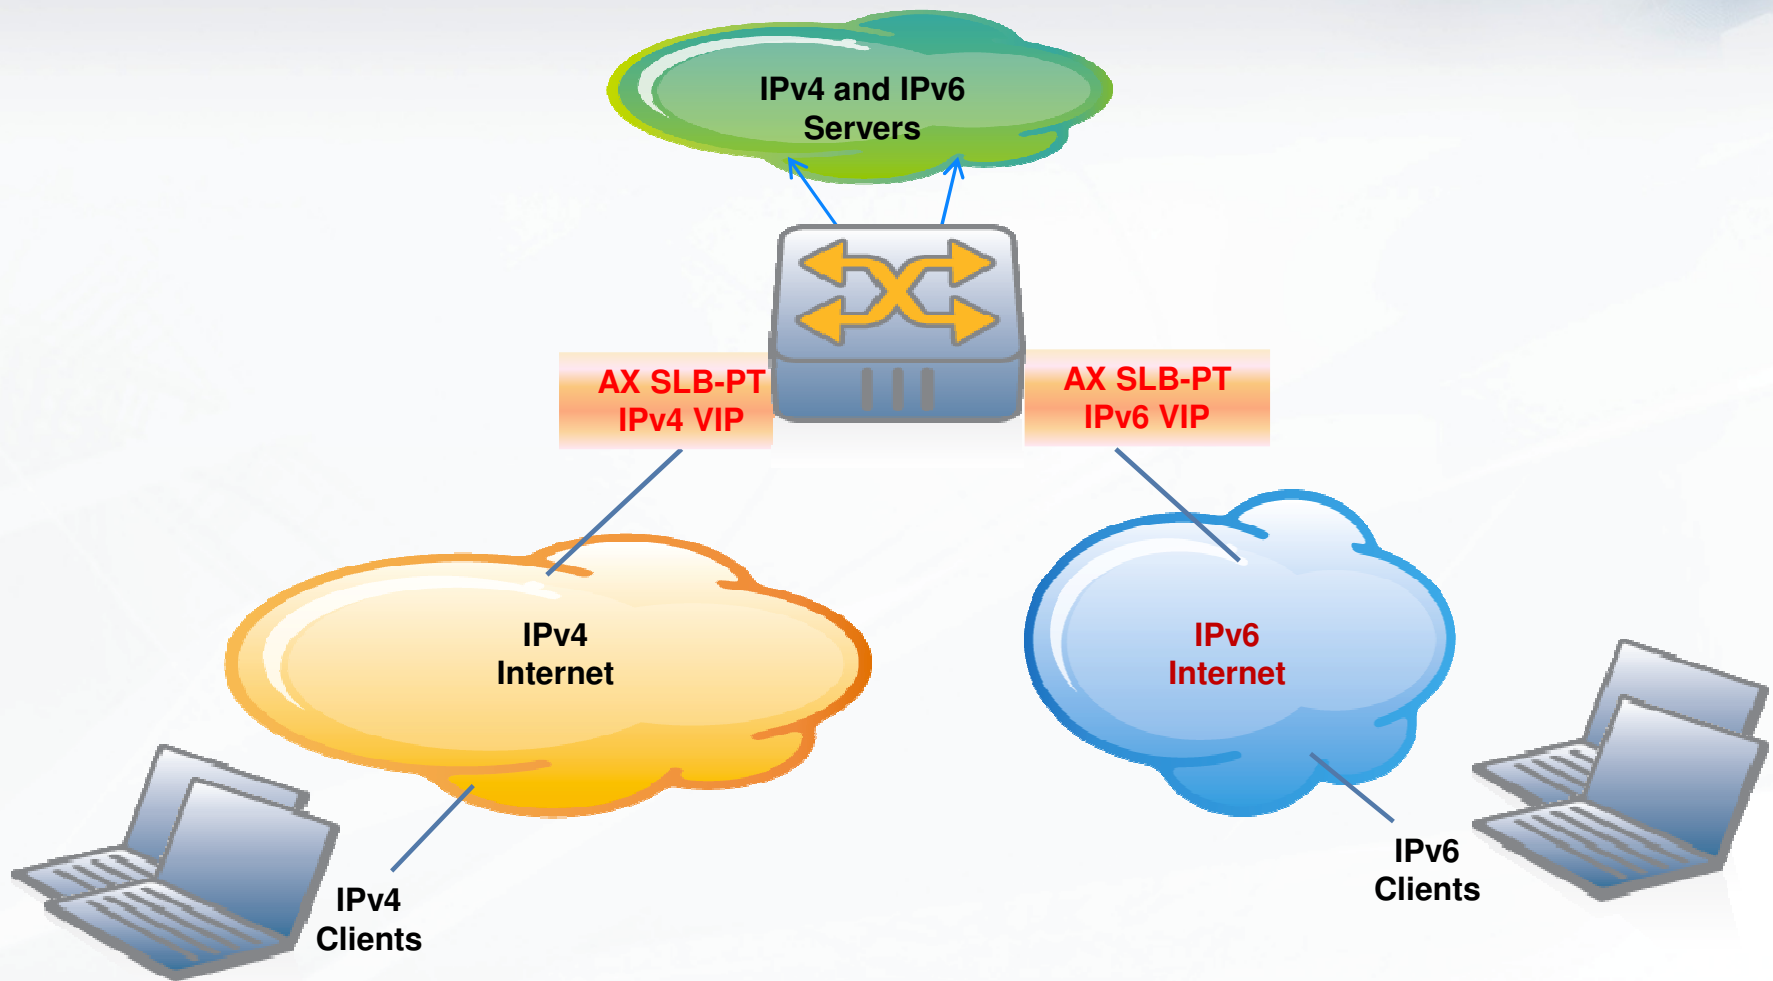 IPv4 and IPv6
Servers
AX SLB-PT
IPv4 VIP
AX SLB-PT
IPv6 VIP
IPv4
Internet
IPv6
Internet
IPv4
Clients
IPv6
Clients